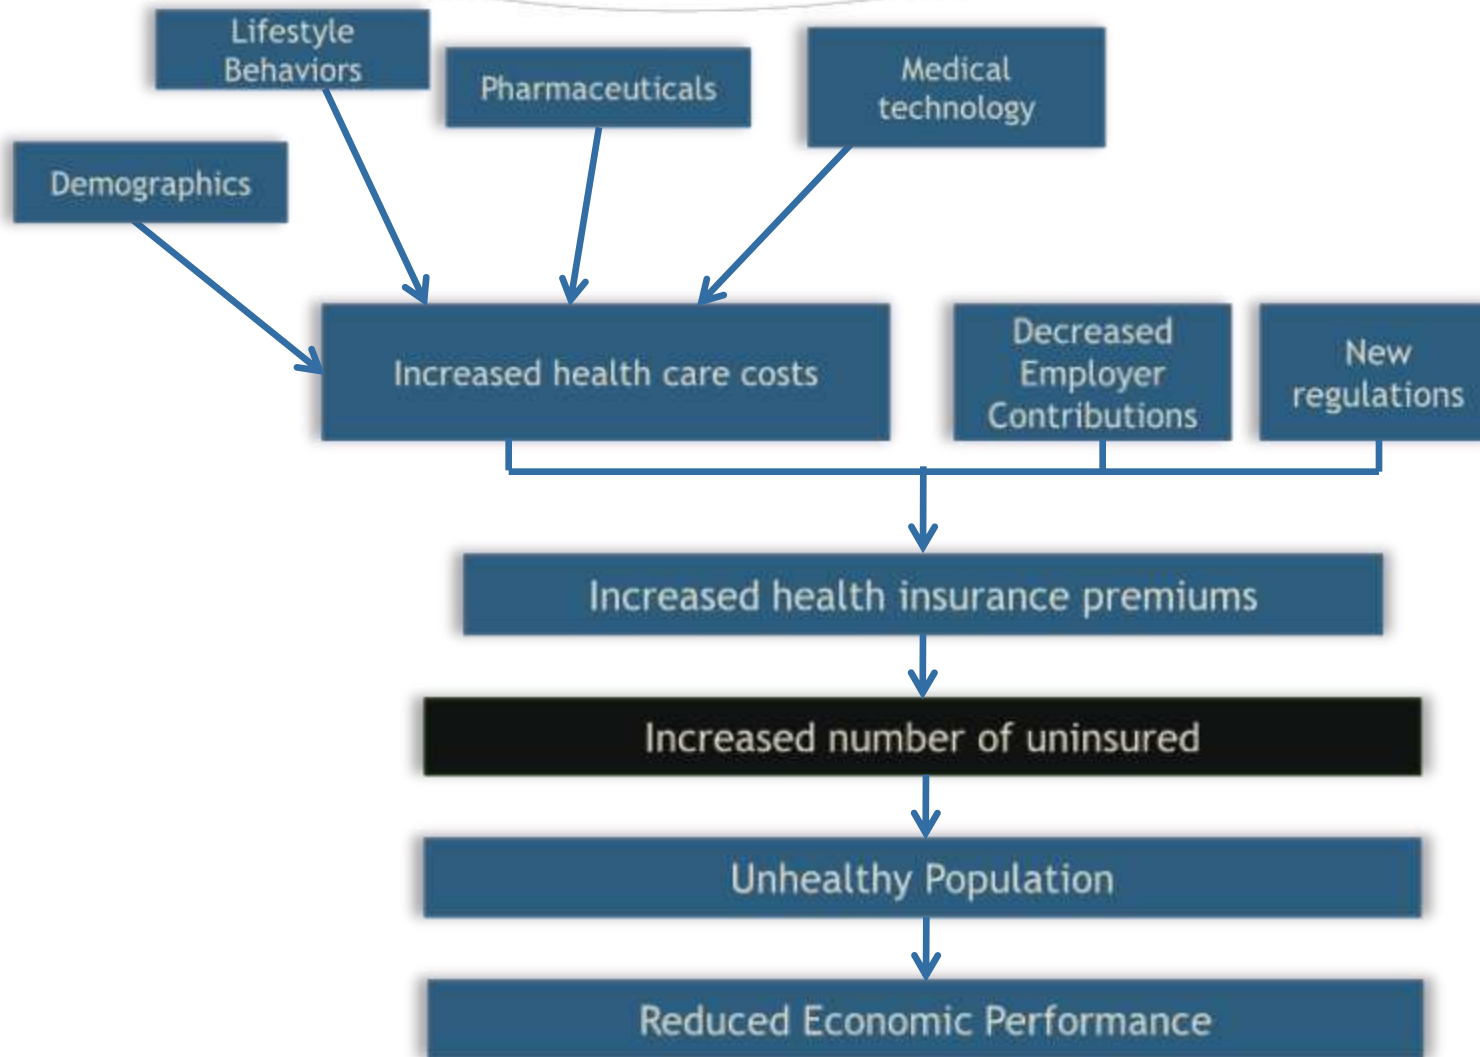 Lifestyle
Behaviors
Pharmaceuticals
Medical
technology
Demographics
Increased health care costs
Decreased
Employer
Contributions
New
regulations
Increased health insurance premiums
Increased number of uninsured
Unhealthy Population
Reduced Economic Performance